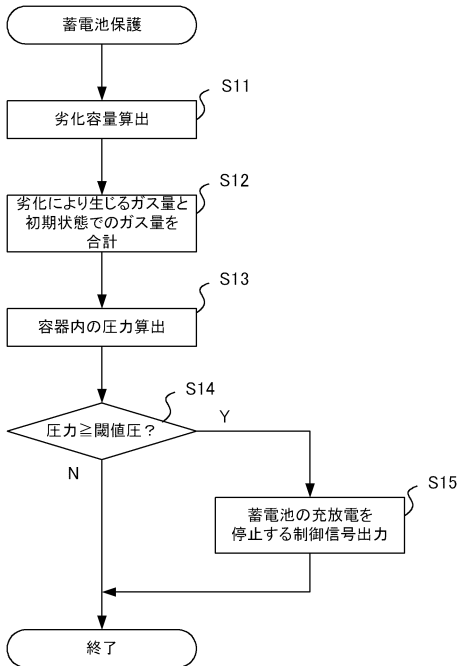 蓄電池保護
S11
劣化容量算出
S12
劣化により生じるガス量と
初期状態でのガス量を
合計
S13
容器内の圧力算出
S14
圧力≧閾値圧?
Y
N
S15
蓄電池の充放電を
停止する制御信号出力
終了